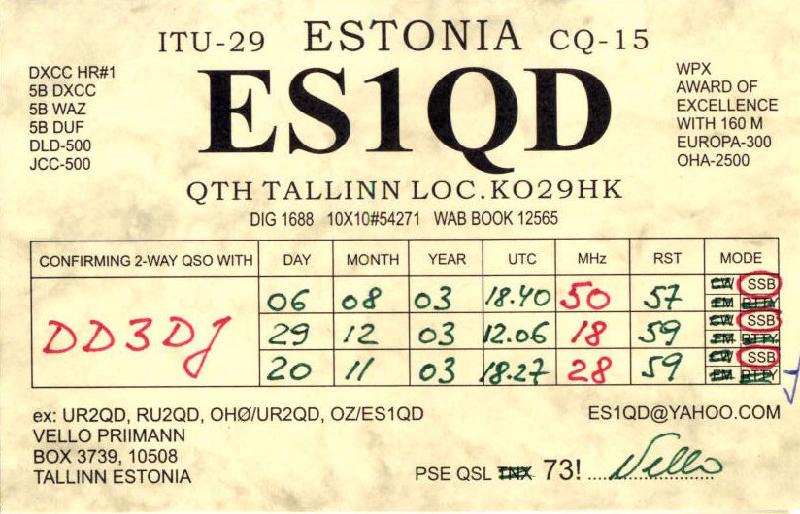 ITU-29 ESTONIA CQ-15
DXCC HR#1
5B DXCC
5B WAZ
5B DUF
DLD-500
JCC-500
ES1QD
WPX
AWARD OF
EXCELLENCE
WITH 160 M
EUROPA-300
OHA-2500
QTH TALLINN LOC.KO29HK
DIG 1688 10X10#54271 WAB BOOK 12565
CONFIRMING 2-WAY QSO WITH DAY MONTH YEAR UTC MHz RST MODE
DD3DJ
06 08 03 18.40 50 57 CW SSB
FM RTTY
29 12 03 12.06 18 59 CW SSB
FM RTTY
20 11 03 18.27 28 59 CW SSB
FM RTTY
ex: UR2QD, RU2QD, OHØ/UR2QD, OZ/ES1QD
VELLO PRIIMANN
BOX 3739, 10508
TALLINN ESTONIA
ES1QD@YAHOO.COM
PSE QSL TNX 73! Vello